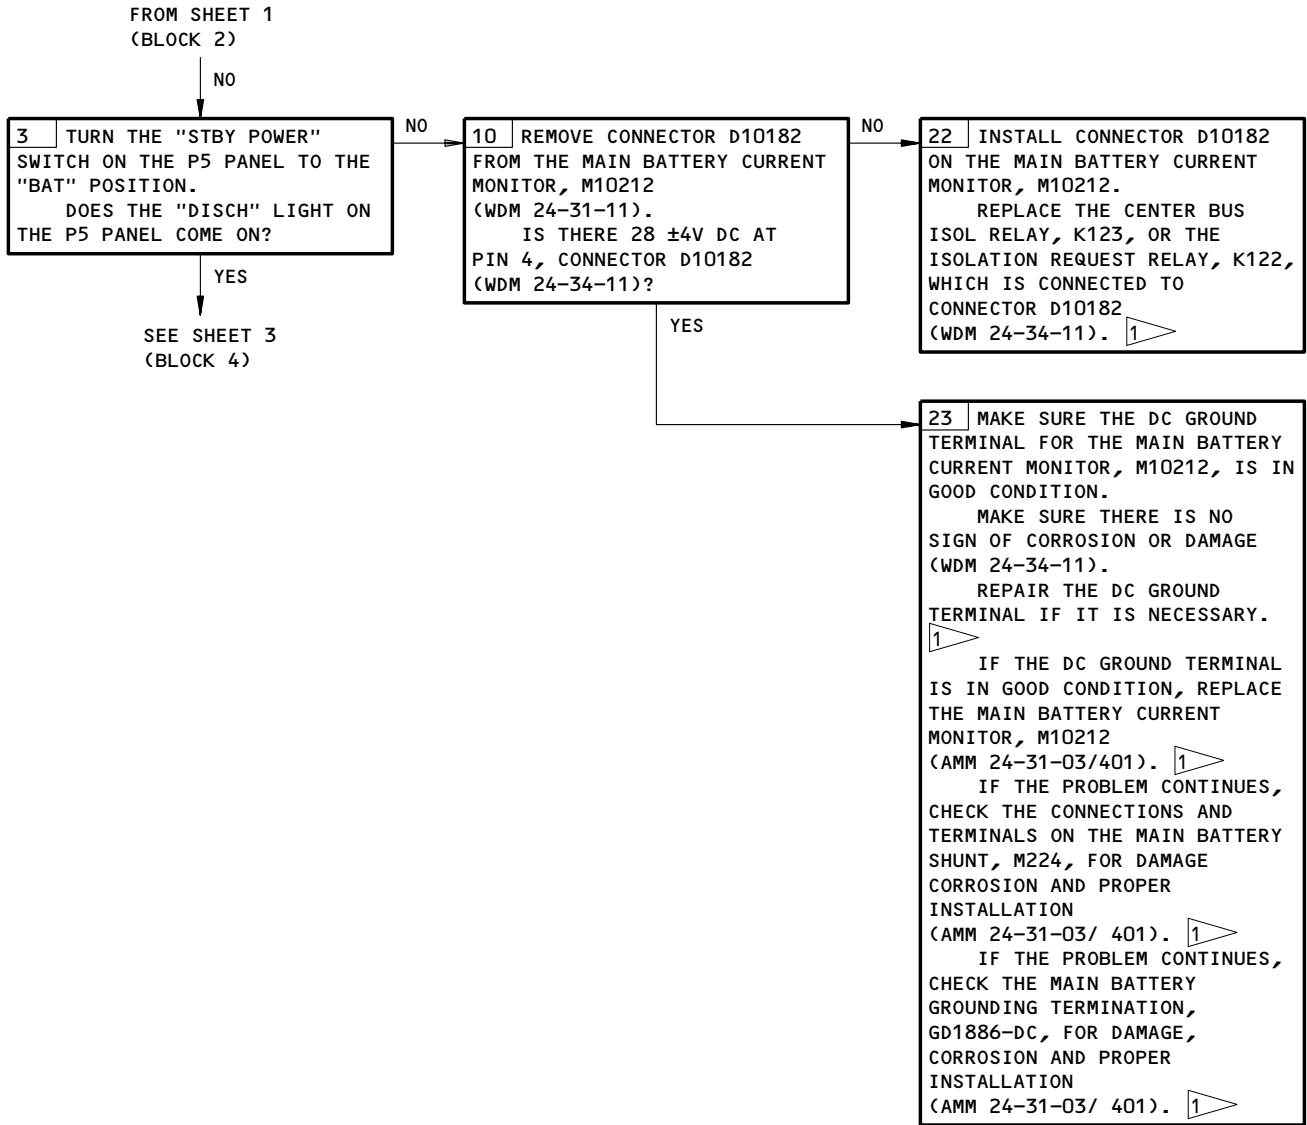 FROM SHEET 1
(BLOCK 2)
NO
3 TURN THE "STBY POWER"
SWITCH ON THE P5 PANEL TO THE
"BAT" POSITION.
DOES THE "DISCH" LIGHT ON
THE P5 PANEL COME ON?
YES
SEE SHEET 3
(BLOCK 4)
NO
10 REMOVE CONNECTOR D10182
FROM THE MAIN BATTERY CURRENT
MONITOR, M10212
(WDM 24-31-11).
IS THERE 28 ±4V DC AT
PIN 4, CONNECTOR D10182
(WDM 24-34-11)?
NO
YES
22 INSTALL CONNECTOR D10182
ON THE MAIN BATTERY CURRENT
MONITOR, M10212.
REPLACE THE CENTER BUS
ISOL RELAY, K123, OR THE
ISOLATION REQUEST RELAY, K122,
WHICH IS CONNECTED TO
CONNECTOR D10182
(WDM 24-34-11). 1
23 MAKE SURE THE DC GROUND
TERMINAL FOR THE MAIN BATTERY
CURRENT MONITOR, M10212, IS IN
GOOD CONDITION.
MAKE SURE THERE IS NO
SIGN OF CORROSION OR DAMAGE
(WDM 24-34-11).
REPAIR THE DC GROUND
TERMINAL IF IT IS NECESSARY.
1
IF THE DC GROUND TERMINAL
IS IN GOOD CONDITION, REPLACE
THE MAIN BATTERY CURRENT
MONITOR, M10212
(AMM 24-31-03/401). 1
IF THE PROBLEM CONTINUES,
CHECK THE CONNECTIONS AND
TERMINALS ON THE MAIN BATTERY
SHUNT, M224, FOR DAMAGE
CORROSION AND PROPER
INSTALLATION
(AMM 24-31-03/ 401). 1
IF THE PROBLEM CONTINUES,
CHECK THE MAIN BATTERY
GROUNDING TERMINATION,
GD1886-DC, FOR DAMAGE,
CORROSION AND PROPER
INSTALLATION
(AMM 24-31-03/ 401). 1